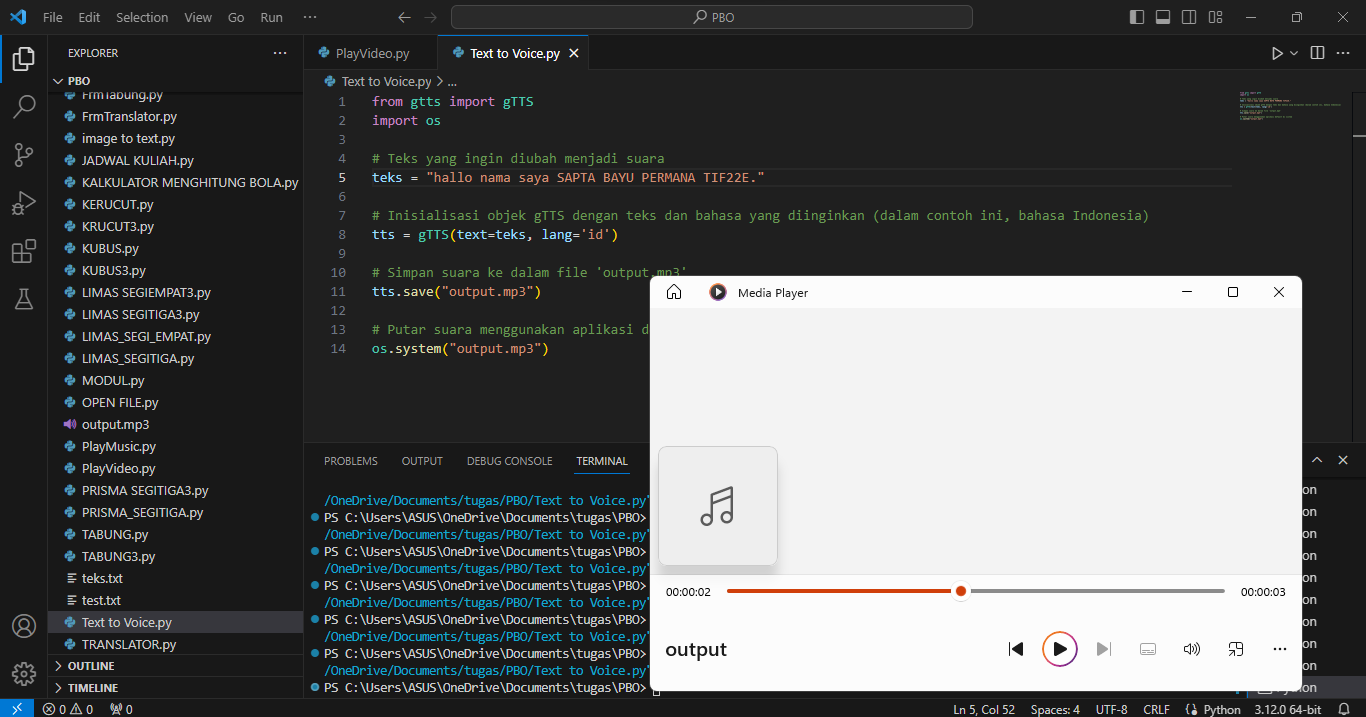 File Edit Selection View Go Run ··· PBO
EXPLORER ···
PBO
FrmTabung.py
FrmTranslator.py
image to text.py
JADWAL KULIAH.py
KALKULATOR MENGHITUNG BOLA.py
KERUCUT.py
KRUCUT3.py
KUBUS.py
KUBUS3.py
LIMAS SEGIEMPAT3.py
LIMAS SEGITIGA3.py
LIMAS_SEGI_EMPAT.py
LIMAS_SEGITIGA.py
MODUL.py
OPEN FILE.py
output.mp3
PlayMusic.py
PlayVideo.py
PRISMA SEGITIGA3.py
PRISMA_SEGITIGA.py
TABUNG.py
TABUNG3.py
teks.txt
test.txt
Text to Voice.py
TRANSLATOR.py
OUTLINE
TIMELINE
PlayVideo.py Text to Voice.py
Text to Voice.py > ...
1 from gtts import gTTS
2 import os
3
4 # Teks yang ingin diubah menjadi suara
5 teks = "hallo nama saya SAPTA BAYU PERMANA TIF22E."
6
7 # Inisialisasi objek gTTS dengan teks dan bahasa yang diinginkan (dalam contoh ini, bahasa Indonesia)
8 tts = gTTS(text=teks, lang='id')
9
10 # Simpan suara ke dalam file 'output.mp3'
11 tts.save("output.mp3")
12
13 # Putar suara menggunakan aplikasi d
14 os.system("output.mp3")
PROBLEMS OUTPUT DEBUG CONSOLE TERMINAL
/OneDrive/Documents/tugas/PBO/Text to Voice.py"
PS C:\Users\ASUS\OneDrive\Documents\tugas\PBO>
/OneDrive/Documents/tugas/PBO/Text to Voice.py"
PS C:\Users\ASUS\OneDrive\Documents\tugas\PBO>
/OneDrive/Documents/tugas/PBO/Text to Voice.py"
PS C:\Users\ASUS\OneDrive\Documents\tugas\PBO>
/OneDrive/Documents/tugas/PBO/Text to Voice.py"
PS C:\Users\ASUS\OneDrive\Documents\tugas\PBO>
/OneDrive/Documents/tugas/PBO/Text to Voice.py"
PS C:\Users\ASUS\OneDrive\Documents\tugas\PBO>
/OneDrive/Documents/tugas/PBO/Text to Voice.py"
PS C:\Users\ASUS\OneDrive\Documents\tugas\PBO>
Media Player
00:00:02 00:00:03
output
0 0 0 Ln 5, Col 52 Spaces: 4 UTF-8 CRLF Python 3.12.0 64-bit